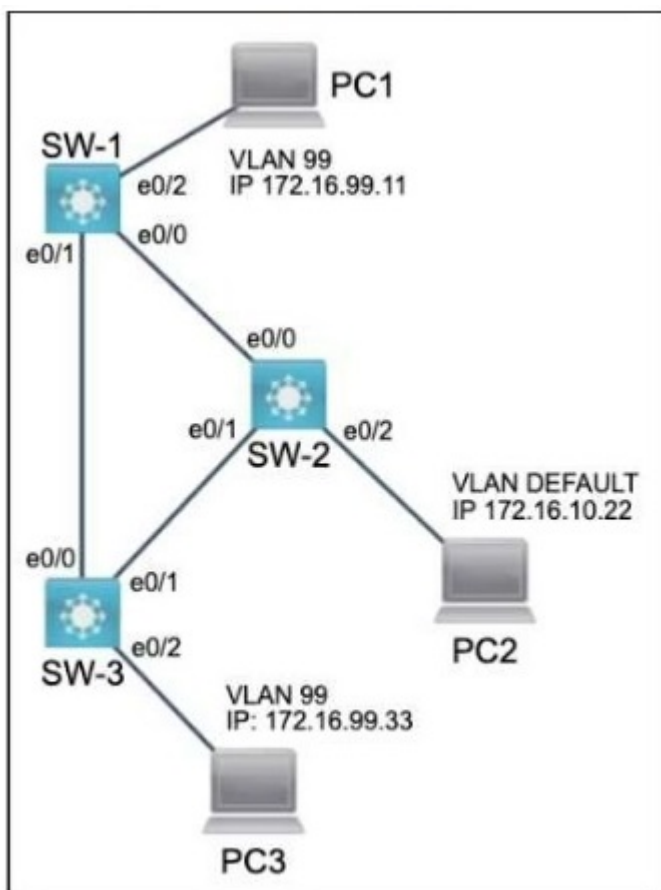 PC1
SW-1
VLAN 99
IP 172.16.99.11
e0/2
e0/0
e0/1
e0/0
e0/1
e0/2
SW-2
VLAN DEFAULT
IP 172.16.10.22
e0/0
e0/1
PC2
SW-3
e0/2
VLAN 99
IP: 172.16.99.33
PC3